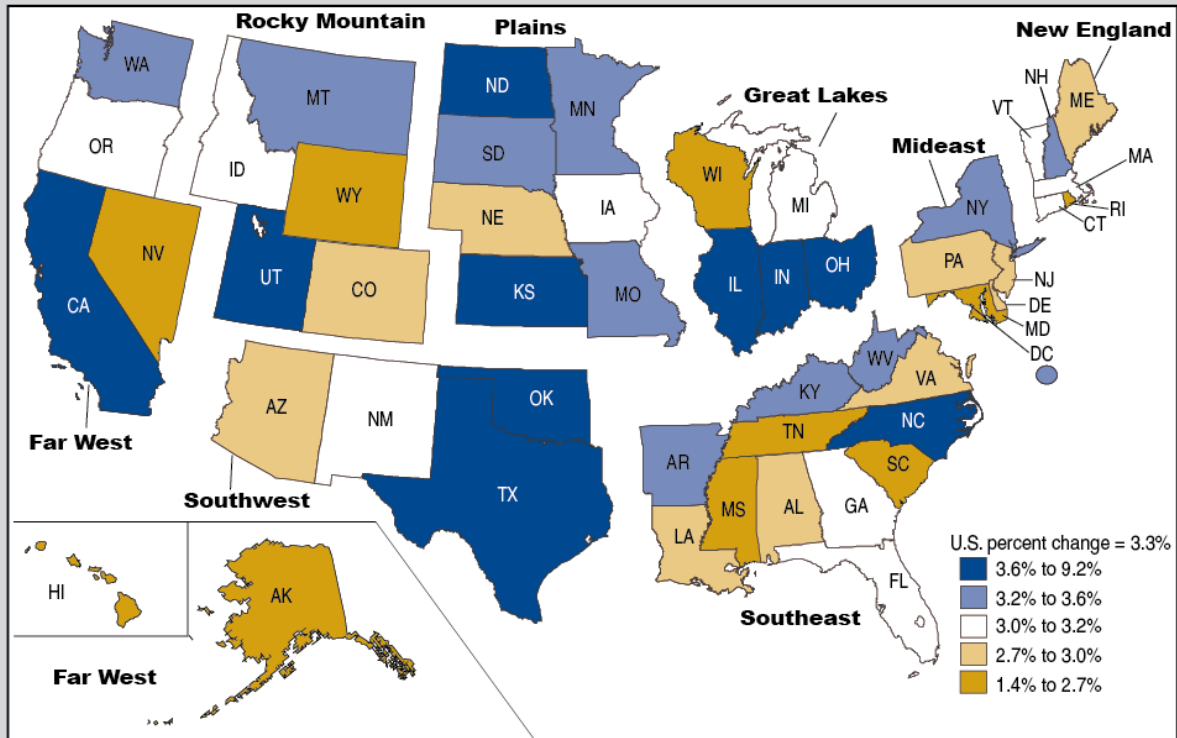 Rocky Mountain
Plains
New England
Great Lakes
Mideast
WA
MT
ND
MN
OR
ID
SD
WY
WI
MI
NH
VT
ME
MA
RI
CT
NY
NE
IA
NV
UT
CO
CA
KS
MO
IL
IN
OH
PA
NJ
DE
MD
DC
WV
VA
KY
Far West
AZ
NM
OK
TX
AR
TN
NC
SC
MS
AL
GA
LA
FL
Southwest
Southeast
HI
AK
Far West
U.S. percent change = 3.3%
3.6% to 9.2%
3.2% to 3.6%
3.0% to 3.2%
2.7% to 3.0%
1.4% to 2.7%